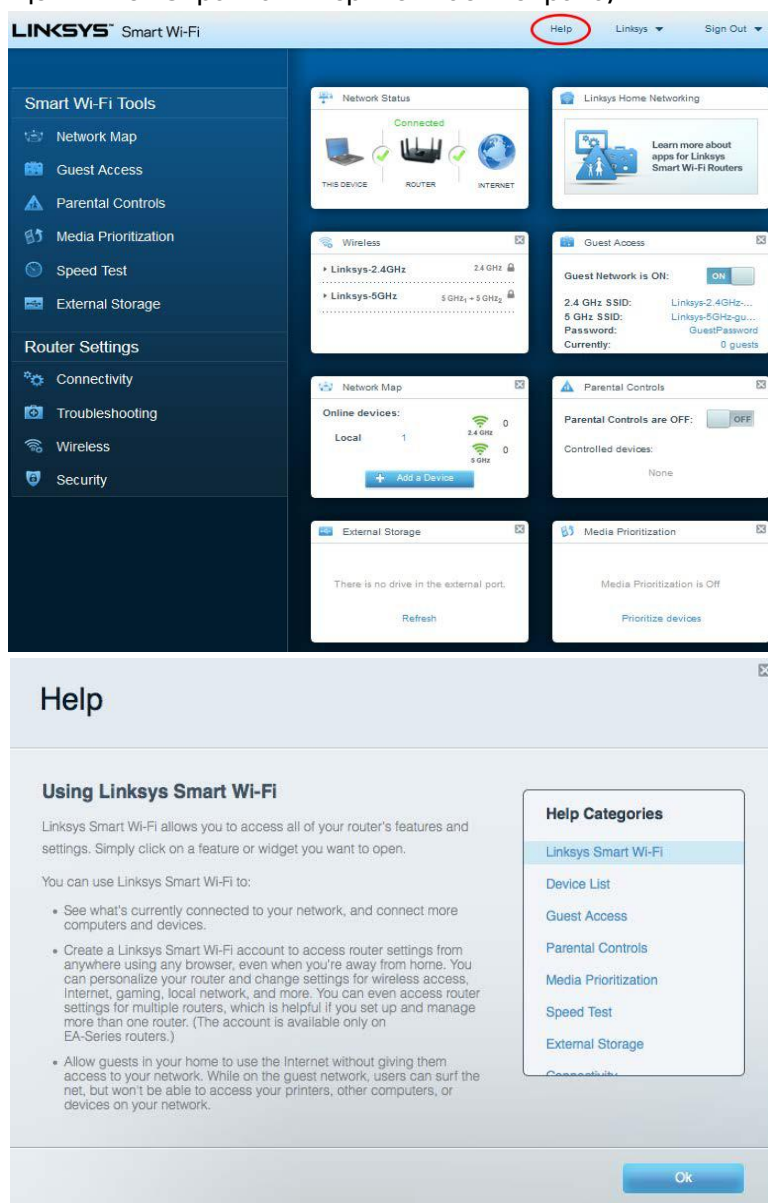 LINKSYS Smart Wi-Fi
Help Linksys Sign Out
Smart Wi-Fi Tools
Network Map
Guest Access
Parental Controls
Media Prioritization
Speed Test
External Storage
Router Settings
Connectivity
Troubleshooting
Wireless
Security
Network Status
Connected
THIS DEVICE ROUTER INTERNET
Linksys Home Networking
Learn more about
apps for Linksys
Smart Wi-Fi Routers
Wireless
Linksys-2.4GHz 2.4 GHz
Linksys-5GHz 5 GHz1 + 5 GHz2
Guest Access
Guest Network is ON: ON
2.4 GHz SSID: Linksys-2.4GHz-...
5 GHz SSID: Linksys-5GHz-gu...
Password: GuestPassword
Currently: 0 guests
Network Map
Online devices:
Local 1
0
2.4 GHz
0
5 GHz
+ Add a Device
Parental Controls
Parental Controls are OFF: OFF
Controlled devices:
None
External Storage
There is no drive in the external port.
Refresh
Media Prioritization
Media Prioritization is Off
Prioritize devices
Help
Using Linksys Smart Wi-Fi
Linksys Smart Wi-Fi allows you to access all of your router's features and
settings. Simply click on a feature or widget you want to open.
You can use Linksys Smart Wi-Fi to:
• See what's currently connected to your network, and connect more
computers and devices.
• Create a Linksys Smart Wi-Fi account to access router settings from
anywhere using any browser, even when you're away from home. You
can personalize your router and change settings for wireless access,
Internet, gaming, local network, and more. You can even access router
settings for multiple routers, which is helpful if you set up and manage
more than one router. (The account is available only on
EA-Series routers.)
• Allow guests in your home to use the Internet without giving them
access to your network. While on the guest network, users can surf the
net, but won't be able to access your printers, other computers, or
devices on your network.
Help Categories
Linksys Smart Wi-Fi
Device List
Guest Access
Parental Controls
Media Prioritization
Speed Test
External Storage
Connectivity
Ok